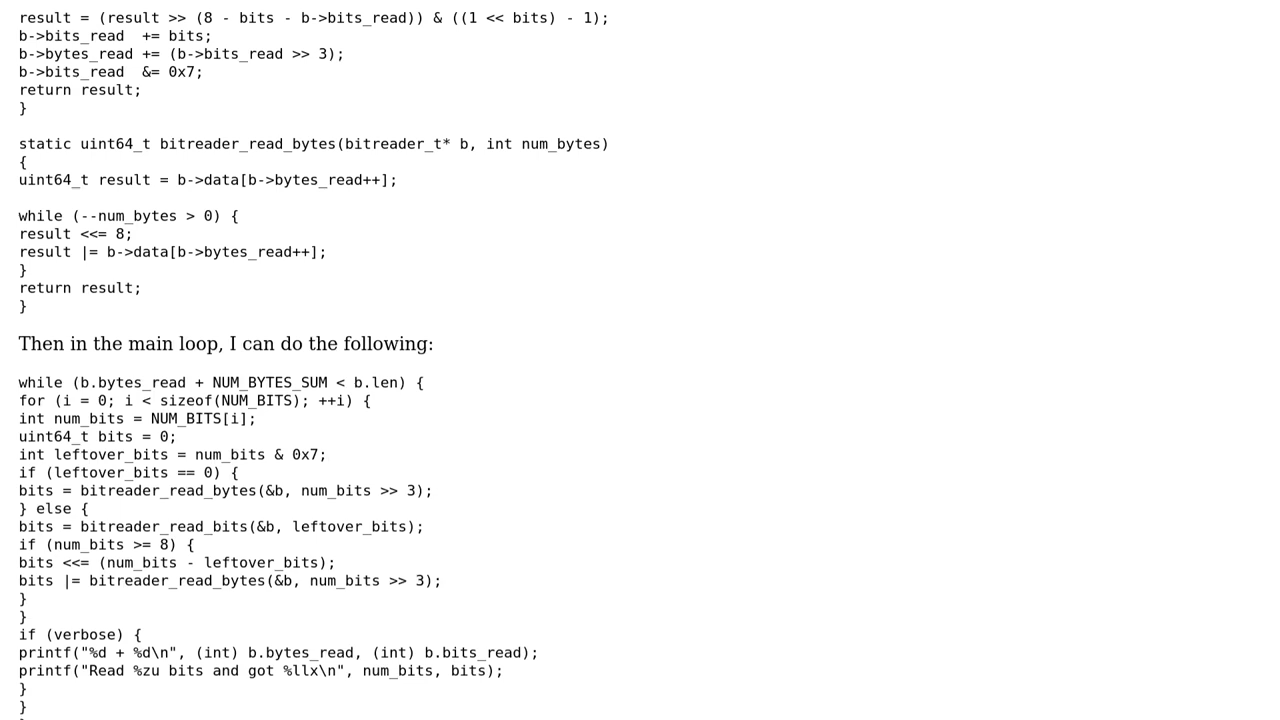 result = (result >> (8 - bits - b->bits_read)) & ((1 << bits) - 1);
b->bits_read  += bits;
b->bytes_read += (b->bits_read >> 3);
b->bits_read  &= 0x7;
return result;
}
static uint64_t bitreader_read_bytes(bitreader_t* b, int num_bytes)
{
uint64_t result = b->data[b->bytes_read++];
while (--num_bytes > 0) {
result <<= 8;
result |= b->data[b->bytes_read++];
}
return result;
}
Then in the main loop, I can do the following:
while (b.bytes_read + NUM_BYTES_SUM < b.len) {
for (i = 0; i < sizeof(NUM_BITS); ++i) {
int num_bits = NUM_BITS[i];
uint64_t bits = 0;
int leftover_bits = num_bits & 0x7;
if (leftover_bits == 0) {
bits = bitreader_read_bytes(&b, num_bits >> 3);
} else {
bits = bitreader_read_bits(&b, leftover_bits);
if (num_bits >= 8) {
bits <<= (num_bits - leftover_bits);
bits |= bitreader_read_bytes(&b, num_bits >> 3);
}
}
if (verbose) {
printf("%d + %d\n", (int) b.bytes_read, (int) b.bits_read);
printf("Read %zu bits and got %llx\n", num_bits, bits);
}
}